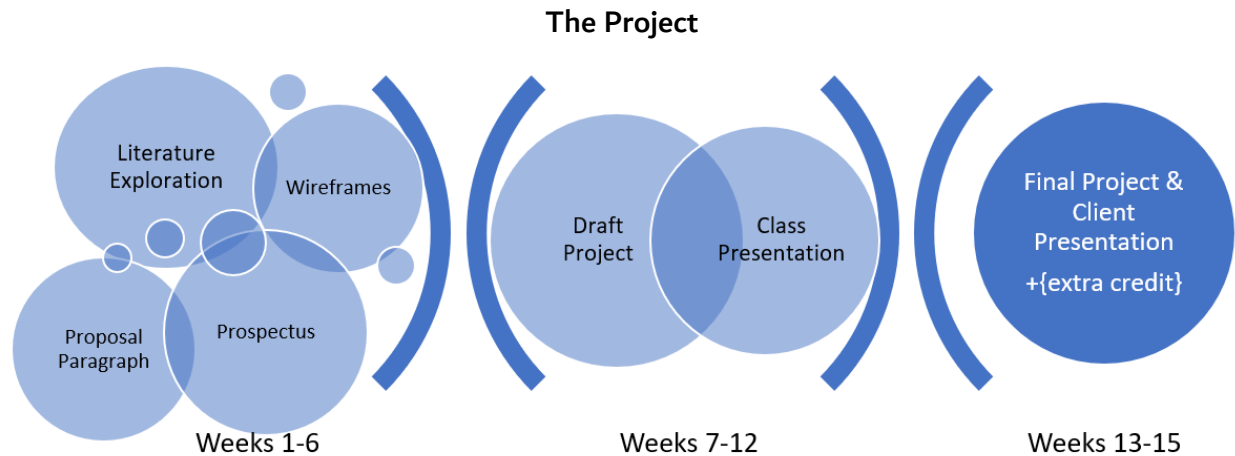 The Project
Literature
Exploration
Wireframes
Proposal
Paragraph
Prospectus
Weeks 1-6
Draft
Project
Class
Presentation
Weeks 7-12
Final Project &
Client
Presentation
+{extra credit}
Weeks 13-15